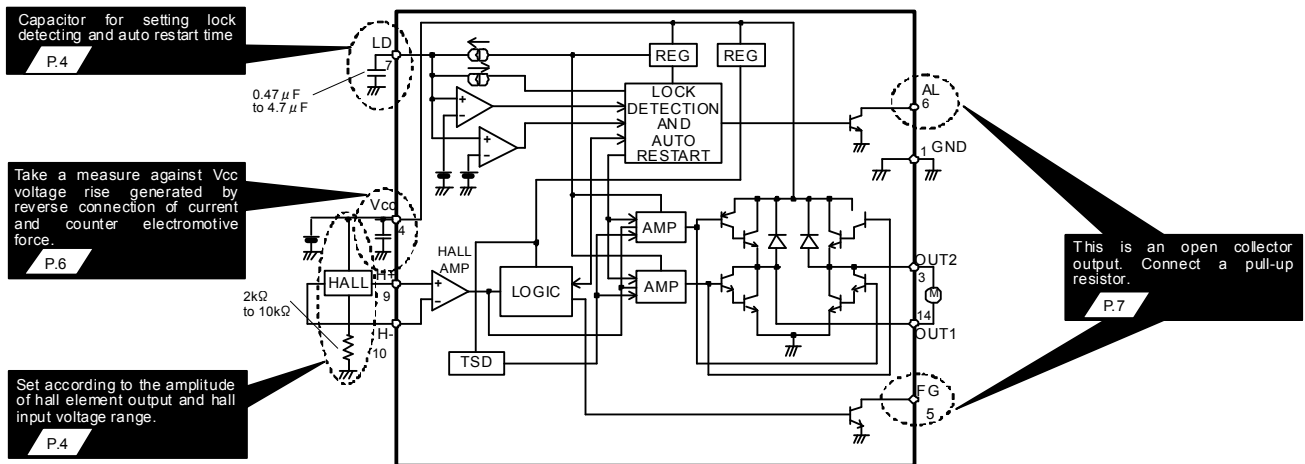 Capacitor for setting lock
detecting and auto restart time
P.4
LD
7
0.47μF
to 4.7μF
REG
REG
LOCK
DETECTION
AND
AUTO
RESTART
AL
6
1
GND
Take a measure against Vcc
voltage rise generated by
reverse connection of current
and counter electromotive
force.
P.6
Vcc
4
HALL
H+
9
2kΩ
to 10kΩ
H-
10
HALL
AMP
LOGIC
TSD
AMP
AMP
OUT2
3
M
14
OUT1
This is an open collector
output. Connect a pull-up
resistor.
P.7
FG
5
Set according to the amplitude
of hall element output and hall
input voltage range.
P.4